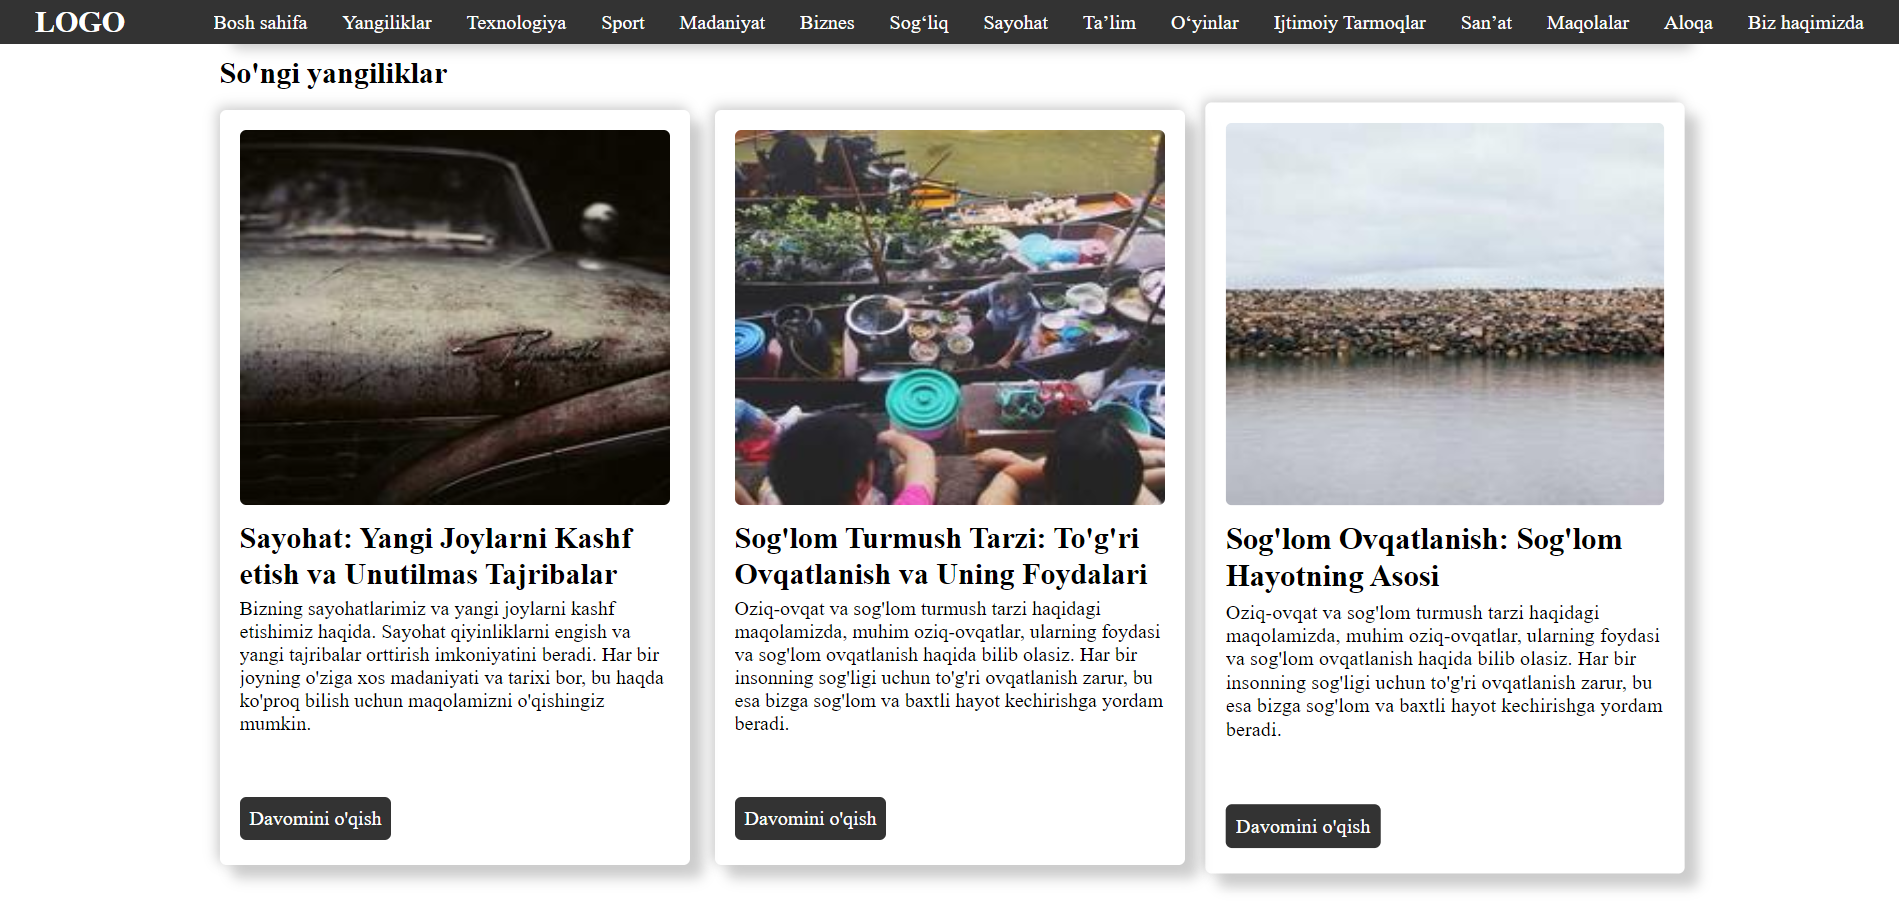 LOGO Bosh sahifa Yangiliklar Texnologiya Sport Madaniyat Biznes Sog‘liq Sayohat Ta’lim O‘yinlar Ijtimoiy Tarmoqlar San’at Maqolalar Aloqa Biz haqimizda
So'ngi yangiliklar
Plymouth
Sayohat: Yangi Joylarni Kashf
etish va Unutilmas Tajribalar
Bizning sayohatlarimiz va yangi joylarni kashf
etishimiz haqida. Sayohat qiyinliklarni engish va
yangi tajribalar orttirish imkoniyatini beradi. Har bir
joyning o'ziga xos madaniyati va tarixi bor, bu haqda
ko'proq bilish uchun maqolamizni o'qishingiz
mumkin.
Davomini o'qish
Sog'lom Turmush Tarzi: To'g'ri
Ovqatlanish va Uning Foydalari
Oziq-ovqat va sog'lom turmush tarzi haqidagi
maqolamizda, muhim oziq-ovqatlar, ularning foydasi
va sog'lom ovqatlanish haqida bilib olasiz. Har bir
insonning sog'ligi uchun to'g'ri ovqatlanish zarur, bu
esa bizga sog'lom va baxtli hayot kechirishga yordam
beradi.
Davomini o'qish
Sog'lom Ovqatlanish: Sog'lom
Hayotning Asosi
Oziq-ovqat va sog'lom turmush tarzi haqidagi
maqolamizda, muhim oziq-ovqatlar, ularning foydasi
va sog'lom ovqatlanish haqida bilib olasiz. Har bir
insonning sog'ligi uchun to'g'ri ovqatlanish zarur, bu
esa bizga sog'lom va baxtli hayot kechirishga yordam
beradi.
Davomini o'qish